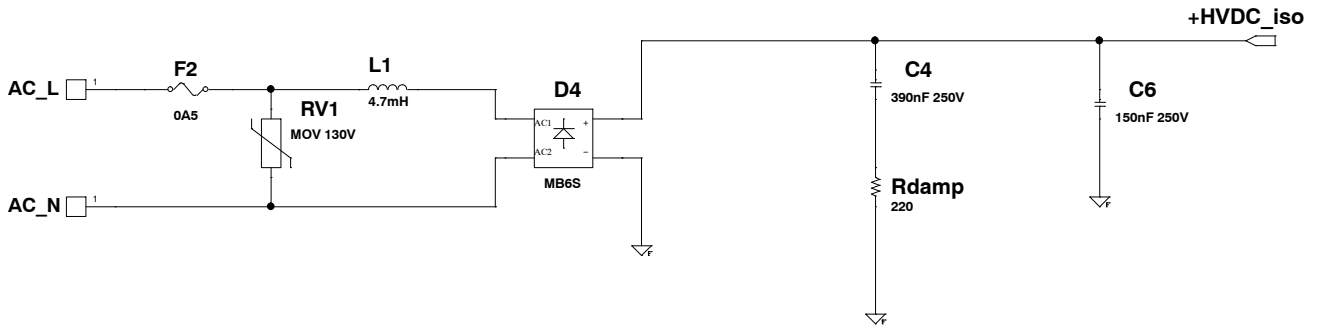 +HVDC_iso
AC_L
1
F2
0A5
L1
4.7mH
RV1
MOV 130V
D4
AC1
+
AC2
−
MB6S
C4
390nF 250V
C6
150nF 250V
Rdamp
220
AC_N
1
F
F
F